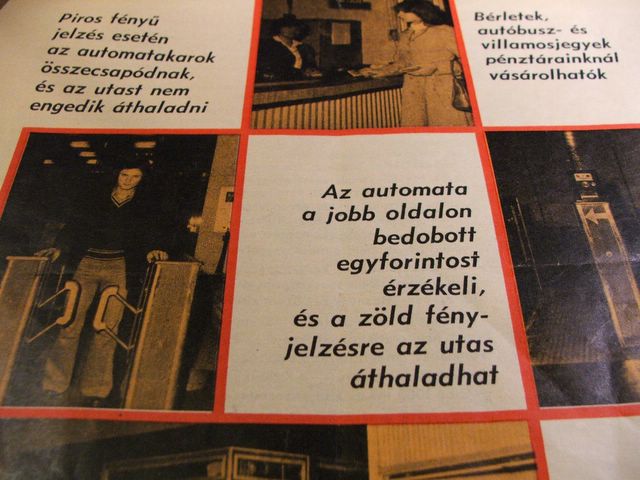 Piros fényű
jelzés esetén
az automatakarok
összecsapódnak,
és az utast nem
engedik áthaladni
Bérletek,
autóbusz- és
villamosjegyek
pénztárainknál
vásárolhatók
Az automata
a jobb oldalon
bedobott
egyforintost
érzékeli,
és a zöld fény-
jelzésre az utas
áthaladhat